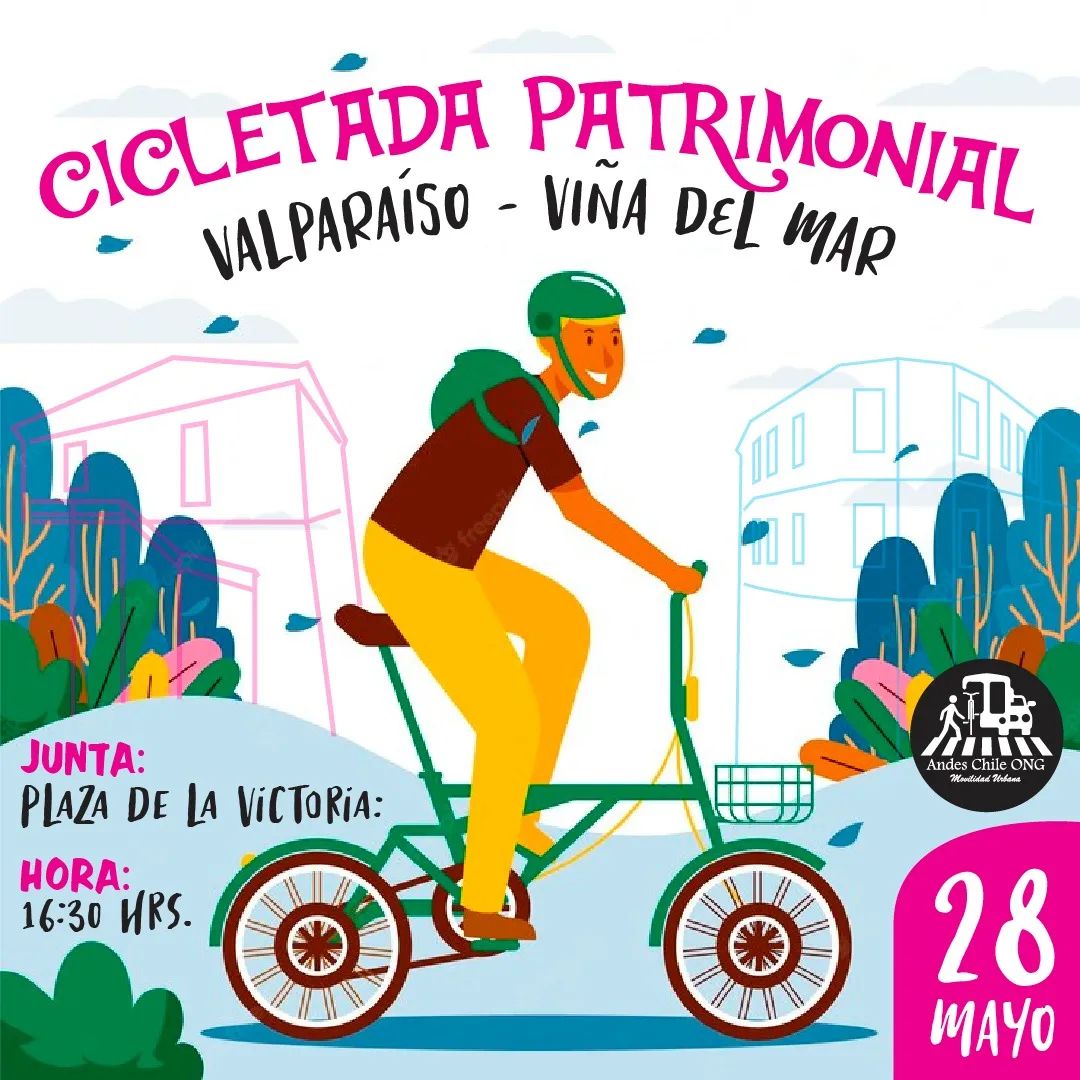 CICLETADA PATRIMONIAL
VALPARAÍSO - VIÑA DEL MAR
JUNTA:
PLAZA DE LA VICTORIA:
HORA:
16:30 HRS.
Andes Chile ONG
Movilidad Urbana
28
MAYO